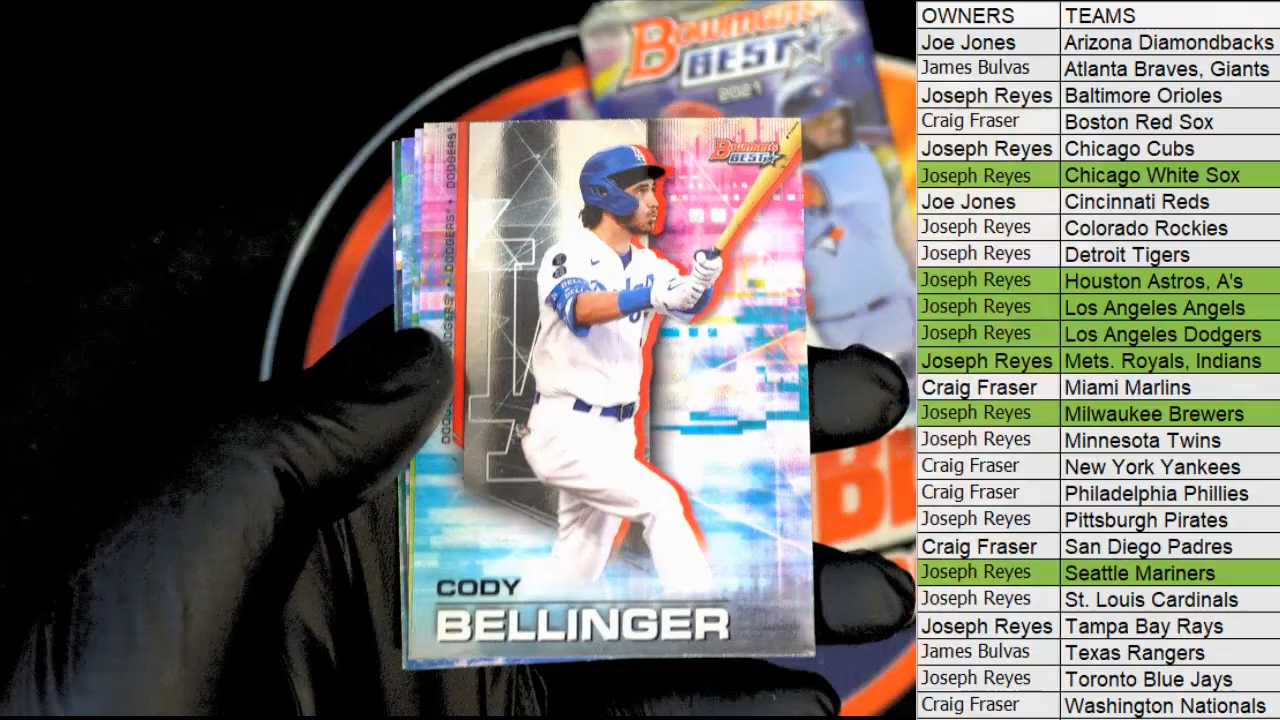 Bowman's
BEST
2021
Bowman's
BEST
DODGERS DODGERS DODGERS DODGERS
CODY
BELLINGER
OWNERS TEAMS
Joe Jones Arizona Diamondbacks
James Bulvas Atlanta Braves, Giants
Joseph Reyes Baltimore Orioles
Craig Fraser Boston Red Sox
Joseph Reyes Chicago Cubs
Joseph Reyes Chicago White Sox
Joe Jones Cincinnati Reds
Joseph Reyes Colorado Rockies
Joseph Reyes Detroit Tigers
Joseph Reyes Houston Astros, A's
Joseph Reyes Los Angeles Angels
Joseph Reyes Los Angeles Dodgers
Joseph Reyes Mets. Royals, Indians
Craig Fraser Miami Marlins
Joseph Reyes Milwaukee Brewers
Joseph Reyes Minnesota Twins
Craig Fraser New York Yankees
Craig Fraser Philadelphia Phillies
Joseph Reyes Pittsburgh Pirates
Craig Fraser San Diego Padres
Joseph Reyes Seattle Mariners
Joseph Reyes St. Louis Cardinals
Joseph Reyes Tampa Bay Rays
James Bulvas Texas Rangers
Joseph Reyes Toronto Blue Jays
Craig Fraser Washington Nationals